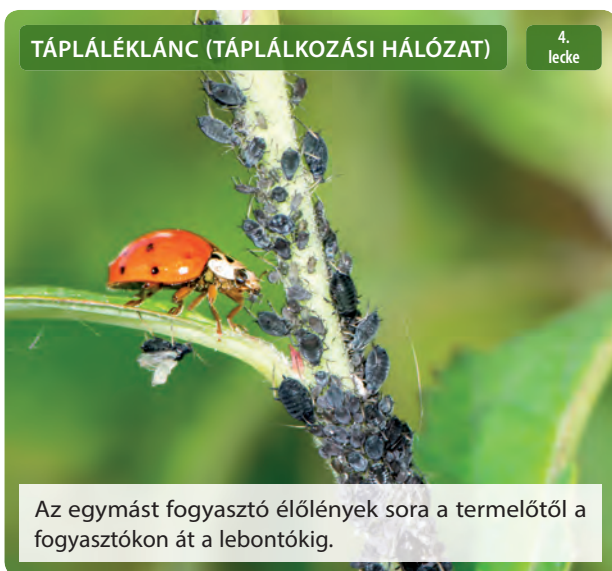 TÁPLÁLÉKLÁNC (TÁPLÁLKOZÁSI HÁLÓZAT)
4.
lecke
Az egymást fogyasztó élőlények sora a termelőtől a
fogyasztókon át a lebontókig.